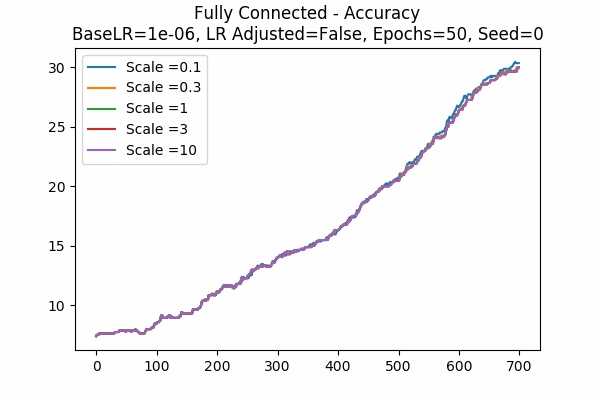 Fully Connected - Accuracy
BaseLR=1e-06, LR Adjusted=False, Epochs=50, Seed=0
Scale =0.1
Scale =0.3
Scale =1
Scale =3
Scale =10
30
25
20
15
10
0 100 200 300 400 500 600 700